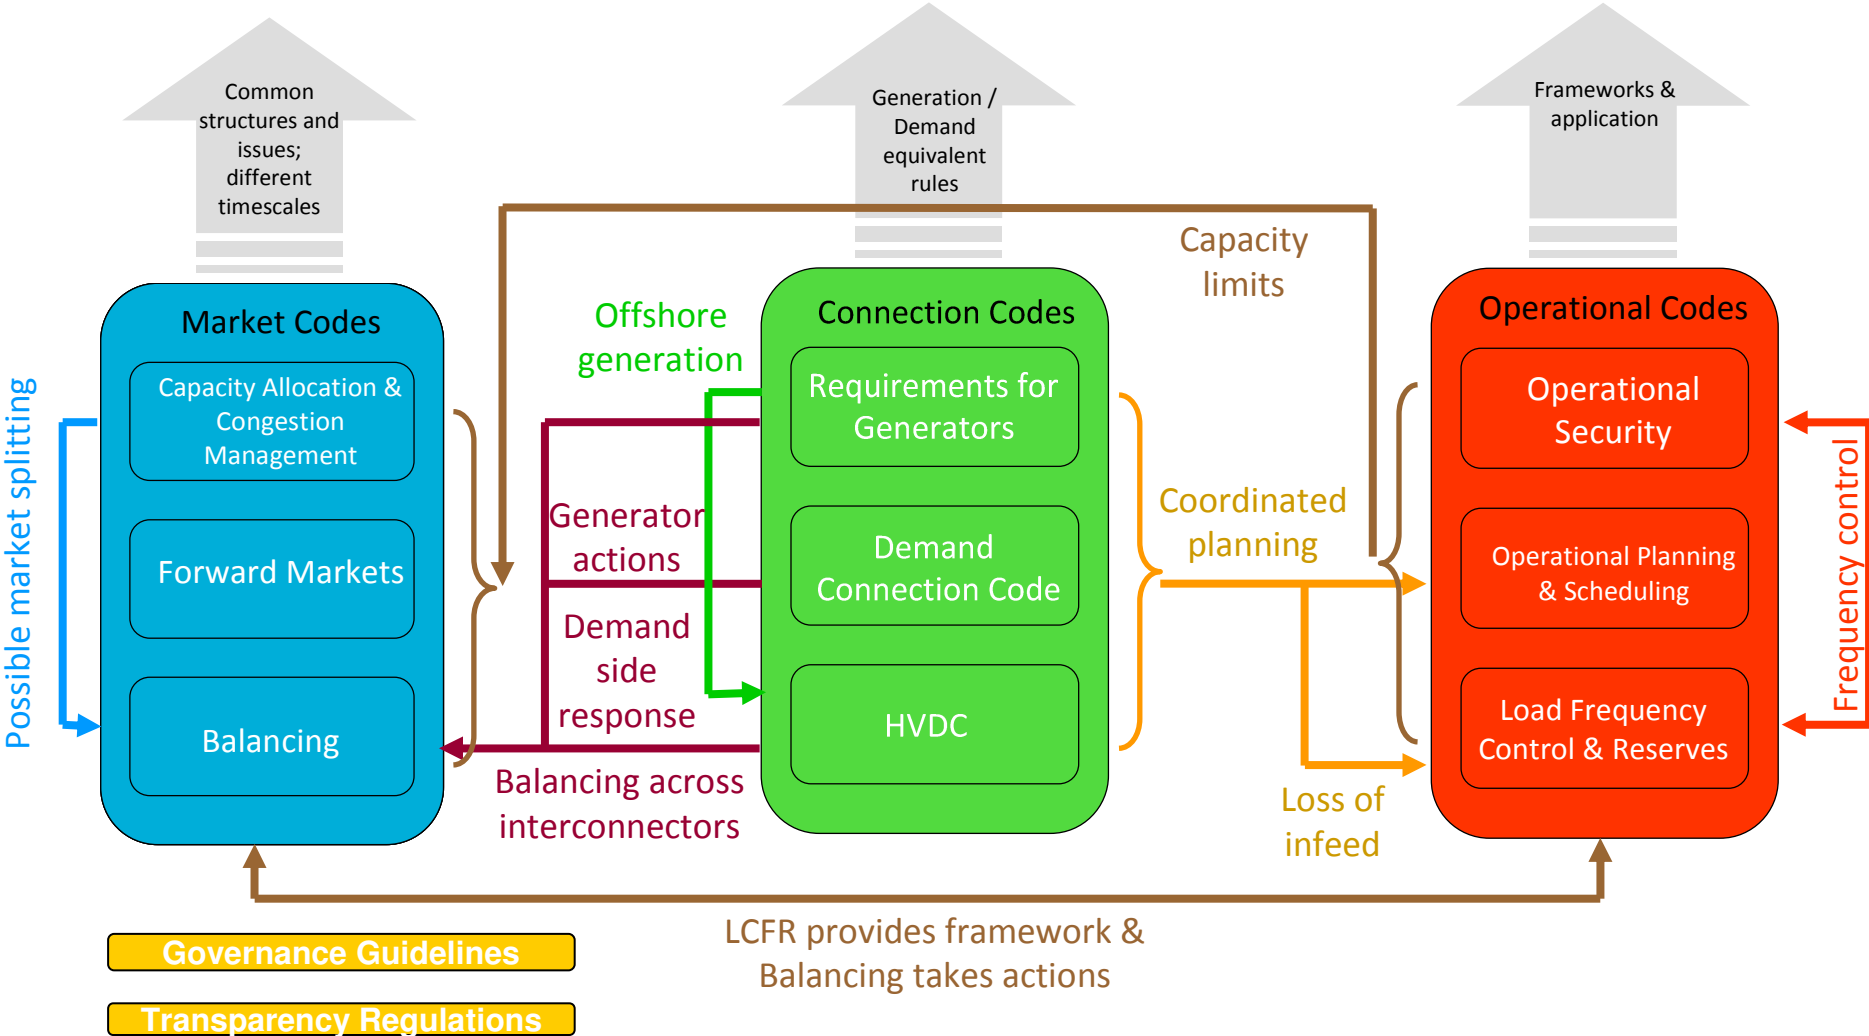 Common
structures and
issues;
different
timescales
Generation /
Demand
equivalent
rules
Frameworks &
application
Capacity
limits
Possible market splitting
Market Codes
Capacity Allocation &
Congestion
Management
Forward Markets
Balancing
Offshore
generation
Generator
actions
Demand
side
response
Balancing across
interconnectors
Connection Codes
Requirements for
Generators
Demand
Connection Code
HVDC
Coordinated
planning
Loss of
infeed
Operational Codes
Operational
Security
Operational Planning
& Scheduling
Load Frequency
Control & Reserves
Frequency control
LCFR provides framework &
Balancing takes actions
Governance Guidelines
Transparency Regulations